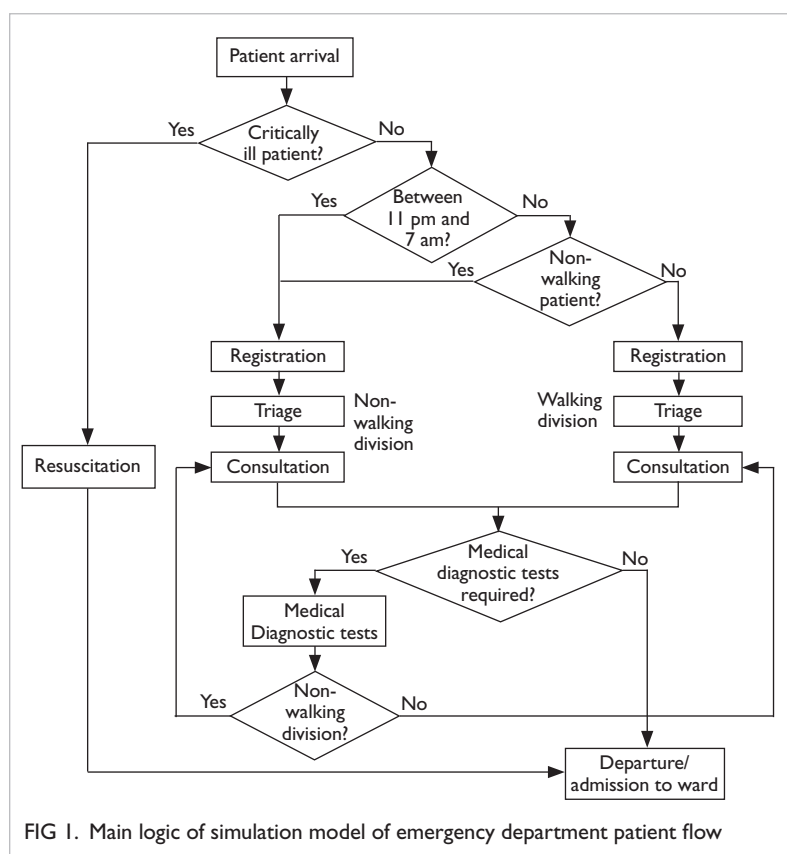 Patient arrival
Yes
Critically
ill patient?
No
Yes
Between
11 pm and
7 am?
No
Yes
Non-
walking
patient?
No
Registration
Registration
Triage
Non-
walking
division
Walking
division
Triage
Resuscitation
Consultation
Consultation
Yes
Medical
diagnostic tests
required?
No
Medical
Diagnostic tests
Yes
Non-
walking
division?
No
Departure/
admission to ward
FIG 1. Main logic of simulation model of emergency department patient flow